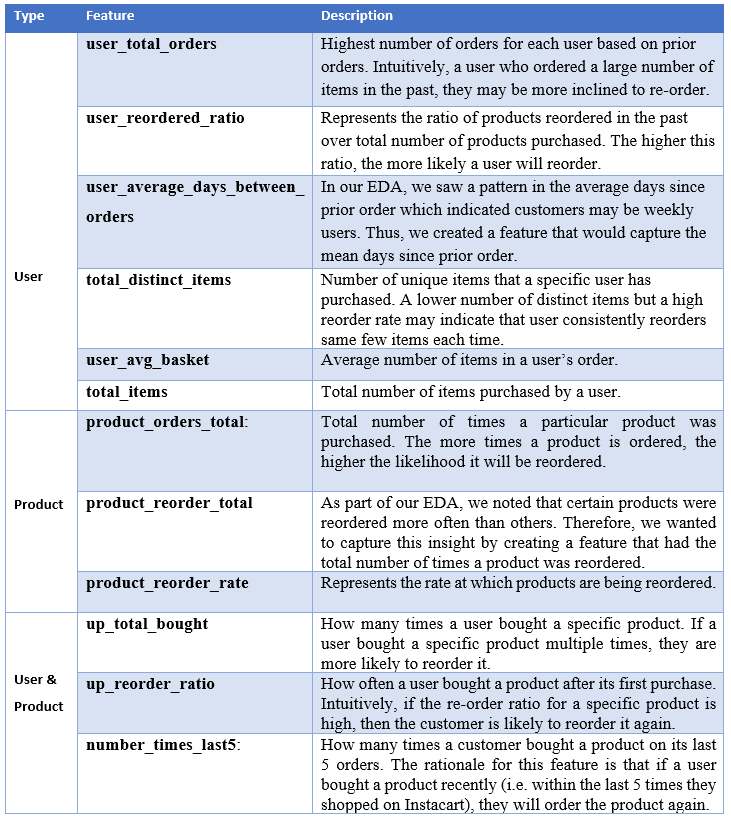 Type Feature Description
user_total_orders
Highest number of orders for each user based on prior
orders. Intuitively, a user who ordered a large number of
items in the past, they may be more inclined to re-order.
user_reordered_ratio
Represents the ratio of products reordered in the past
over total number of products purchased. The higher this
ratio, the more likely a user will reorder.
user_average_days_between_
orders
In our EDA, we saw a pattern in the average days since
prior order which indicated customers may be weekly
users. Thus, we created a feature that would capture the
mean days since prior order.
User
total_distinct_items
Number of unique items that a specific user has
purchased. A lower number of distinct items but a high
reorder rate may indicate that user consistently reorders
same few items each time.
user_avg_basket
Average number of items in a user’s order.
total_items
Total number of items purchased by a user.
product_orders_total:
Total number of times a particular product was
purchased. The more times a product is ordered, the
higher the likelihood it will be reordered.
Product
product_reorder_total
As part of our EDA, we noted that certain products were
reordered more often than others. Therefore, we wanted
to capture this insight by creating a feature that had the
total number of times a product was reordered.
product_reorder_rate
Represents the rate at which products are being reordered.
up_total_bought
How many times a user bought a specific product. If a
user bought a specific product multiple times, they are
more likely to reorder it.
User &
Product
up_reorder_ratio
How often a user bought a product after its first purchase.
Intuitively, if the re-order ratio for a specific product is
high, then the customer is likely to reorder it again.
number_times_last5:
How many times a customer bought a product on its last
5 orders. The rationale for this feature is that if a user
bought a product recently (i.e. within the last 5 times they
shopped on Instacart), they will order the product again.